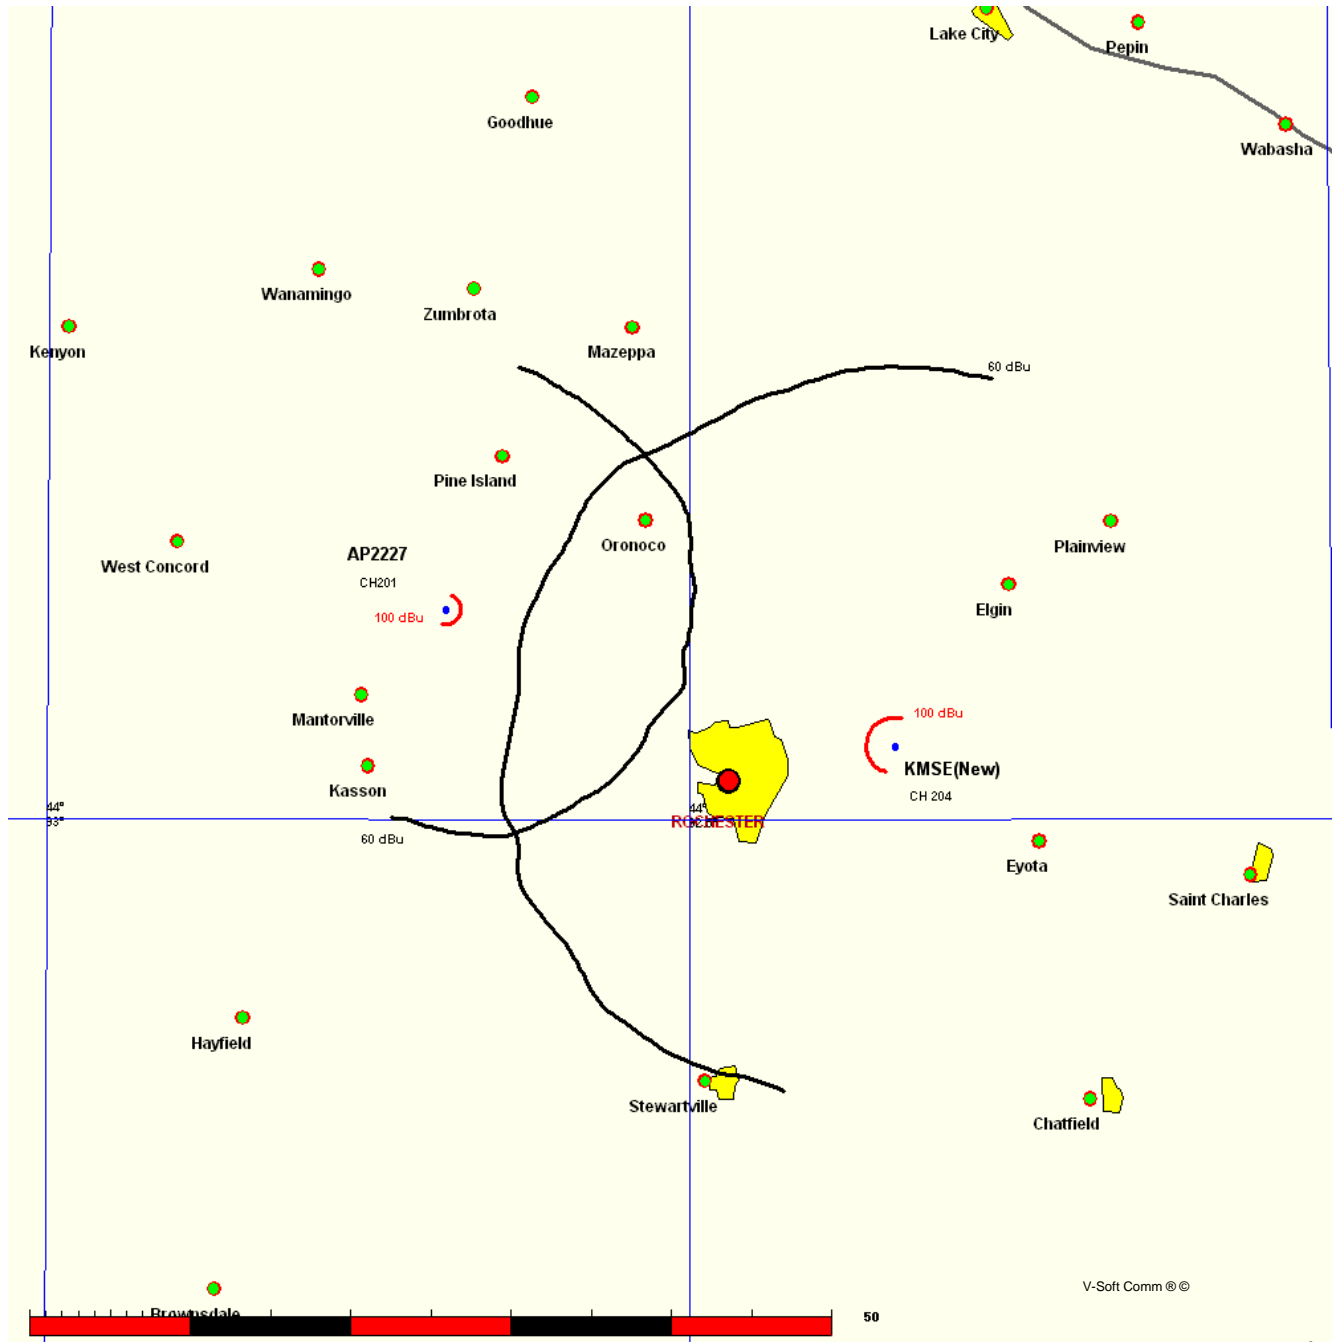 Lake City
Pepin
Goodhue
Wabasha
Wanamingo
Zumbrota
Kenyon
Mazeppa
60 dBu
Pine Island
Oronoco
Plainview
AP2227
West Concord
CH201
Elgin
100 dBu
Mantorville
100 dBu
KMSE(New)
Kasson
CH 204
44°
93°
44°
ROCHESTER
60 dBu
Eyota
Saint Charles
Hayfield
Stewartville
Chatfield
V-Soft Comm ® ©
Brownsdale
50